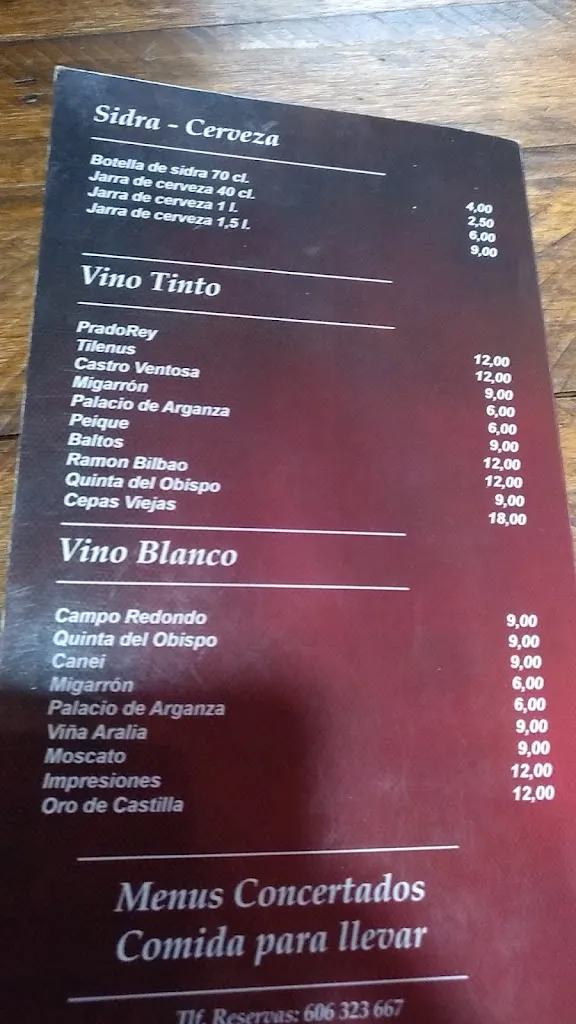 Sidra - Cerveza
Botella de sidra 70 cl. 4,00
Jarra de cerveza 40 cl. 2,50
Jarra de cerveza 1 l. 6,00
Jarra de cerveza 1,5 l. 9,00
Vino Tinto
PradoRey 12,00
Tilenus 12,00
Castro Ventosa 9,00
Migarrón 6,00
Palacio de Arganza 6,00
Peique 9,00
Baltos 12,00
Ramon Bilbao 12,00
Quinta del Obispo 9,00
Cepas Viejas 18,00
Vino Blanco
Campo Redondo 9,00
Quinta del Obispo 9,00
Canei 9,00
Migarrón 6,00
Palacio de Arganza 6,00
Viña Aralia 9,00
Moscato 9,00
Impresiones 12,00
Oro de Castilla 12,00
Menus Concertados
Comida para llevar
Tlf. Reservas: 606 323 667